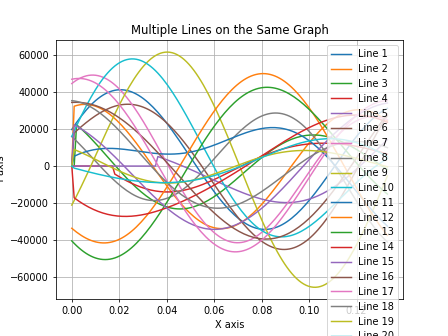 Multiple Lines on the Same Graph
60000
40000
20000
0
−20000
−40000
−60000
0.00
0.02
0.04
0.06
0.08
0.10
X axis
Line 1
Line 2
Line 3
Line 4
Line 5
Line 6
Line 7
Line 8
Line 9
Line 10
Line 11
Line 12
Line 13
Line 14
Line 15
Line 16
Line 17
Line 18
Line 19
Line 20